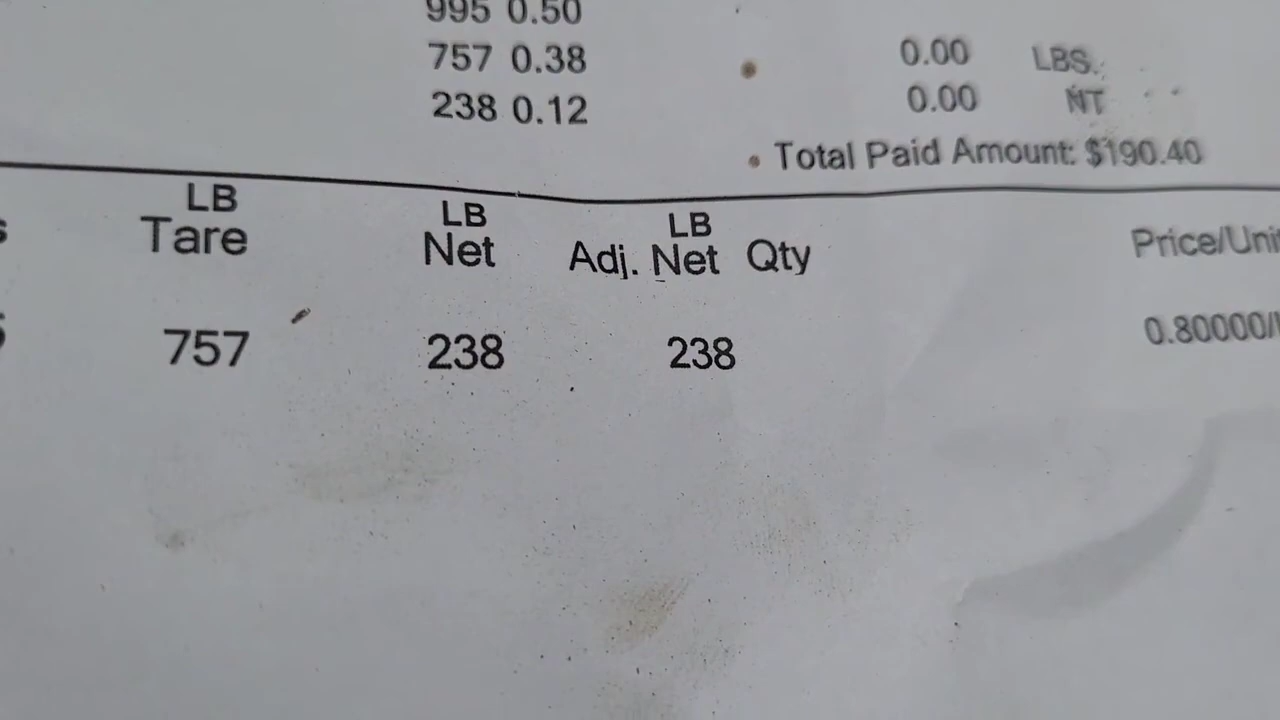 995 0.50
757 0.38
238 0.12
0.00 LBS.
0.00 NT
Total Paid Amount: $190.40
LB LB LB
Tare Net Adj. Net Qty Price/Uni
757 238 238 0.80000/